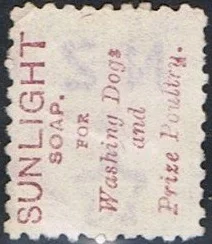 SUNLIGHT
SOAP.
FOR
Washing Dogs
and
Prize Poultry.